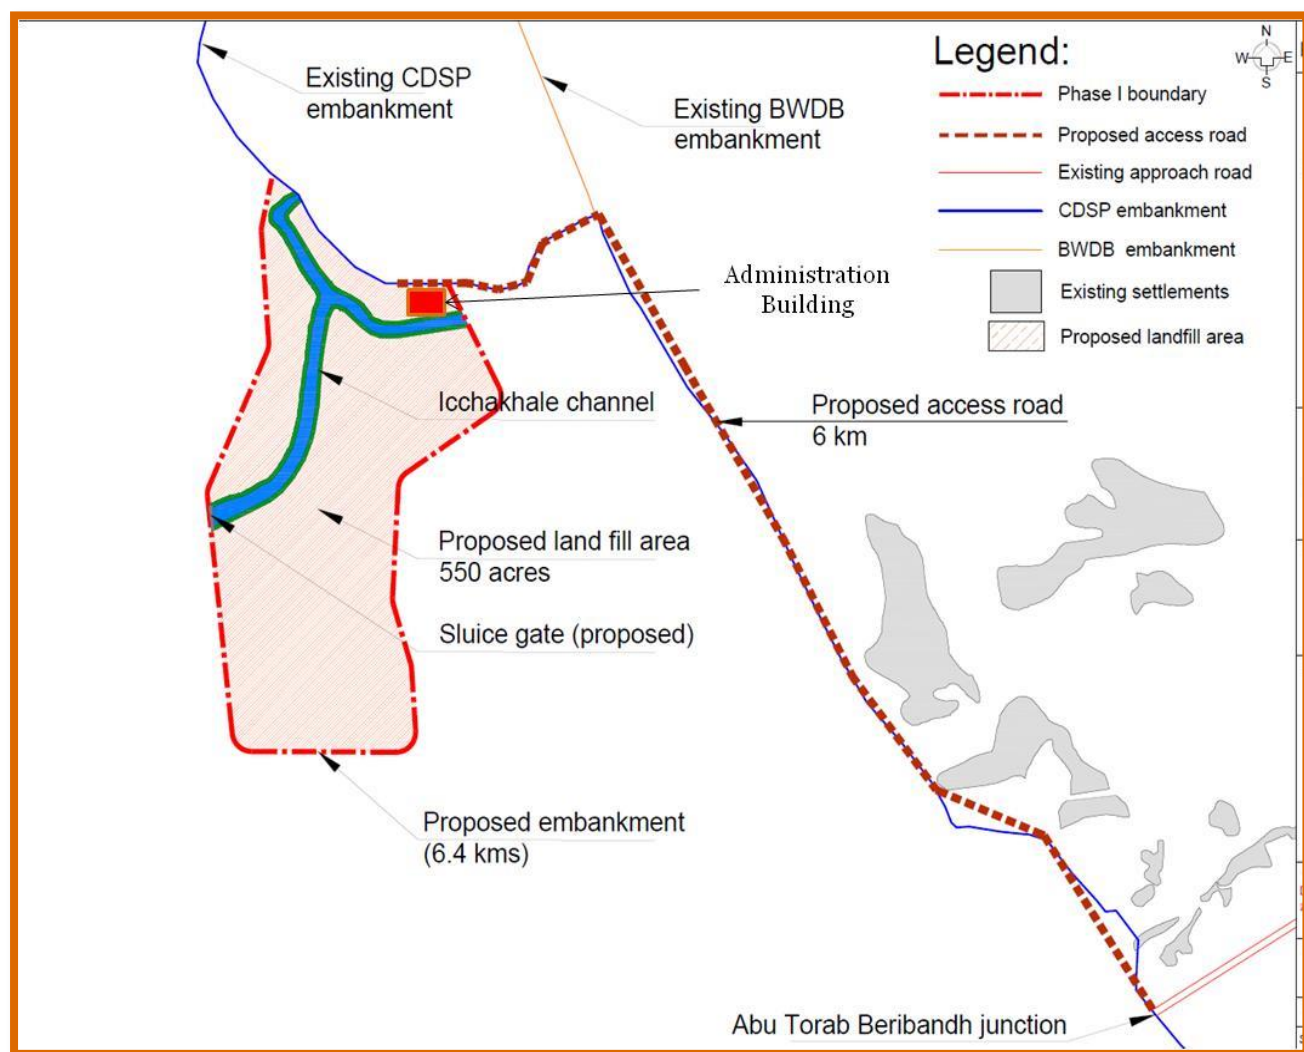 Legend:
N
W E
S
Existing CDSP
embankment
Existing BWDB
embankment
Phase I boundary
Proposed access road
Existing approach road
CDSP embankment
BWDB embankment
Existing settlements
Proposed landfill area
Administration
Building
Icchakhale channel
Proposed access road
6 km
Proposed land fill area
550 acres
Sluice gate (proposed)
Proposed embankment
(6.4 kms)
Abu Torab Beribandh junction